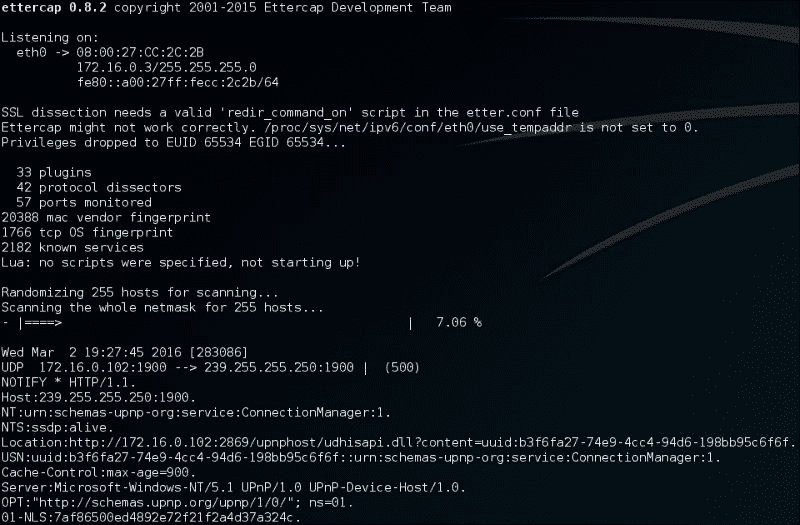 ettercap 0.8.2 copyright 2001-2015 Ettercap Development Team
Listening on:
eth0 -> 08:00:27:CC:2C:2B
172.16.0.3/255.255.255.0
fe80::a00:27ff:fecc:2c2b/64
SSL dissection needs a valid 'redir_command_on' script in the etter.conf file
Ettercap might not work correctly. /proc/sys/net/ipv6/conf/eth0/use_tempaddr is not set to 0.
Privileges dropped to EUID 65534 EGID 65534...
33 plugins
42 protocol dissectors
57 ports monitored
20388 mac vendor fingerprint
1766 tcp OS fingerprint
2182 known services
Lua: no scripts were specified, not starting up!
Randomizing 255 hosts for scanning...
Scanning the whole netmask for 255 hosts...
- |====>                                              |   7.06 %
Wed Mar  2 19:27:45 2016 [283086]
UDP  172.16.0.102:1900 --> 239.255.255.250:1900 |  (500)
NOTIFY * HTTP/1.1.
Host:239.255.255.250:1900.
NT:urn:schemas-upnp-org:service:ConnectionManager:1.
NTS:ssdp:alive.
Location:http://172.16.0.102:2869/upnphost/udhisapi.dll?content=uuid:b3f6fa27-74e9-4cc4-94d6-198bb95c6f6f.
USN:uuid:b3f6fa27-74e9-4cc4-94d6-198bb95c6f6f::urn:schemas-upnp-org:service:ConnectionManager:1.
Cache-Control:max-age=900.
Server:Microsoft-Windows-NT/5.1 UPnP/1.0 UPnP-Device-Host/1.0.
OPT:"http://schemas.upnp.org/upnp/1/0/"; ns=01.
01-NLS:7af86500ed4892e72f21f2a4d37a324c.